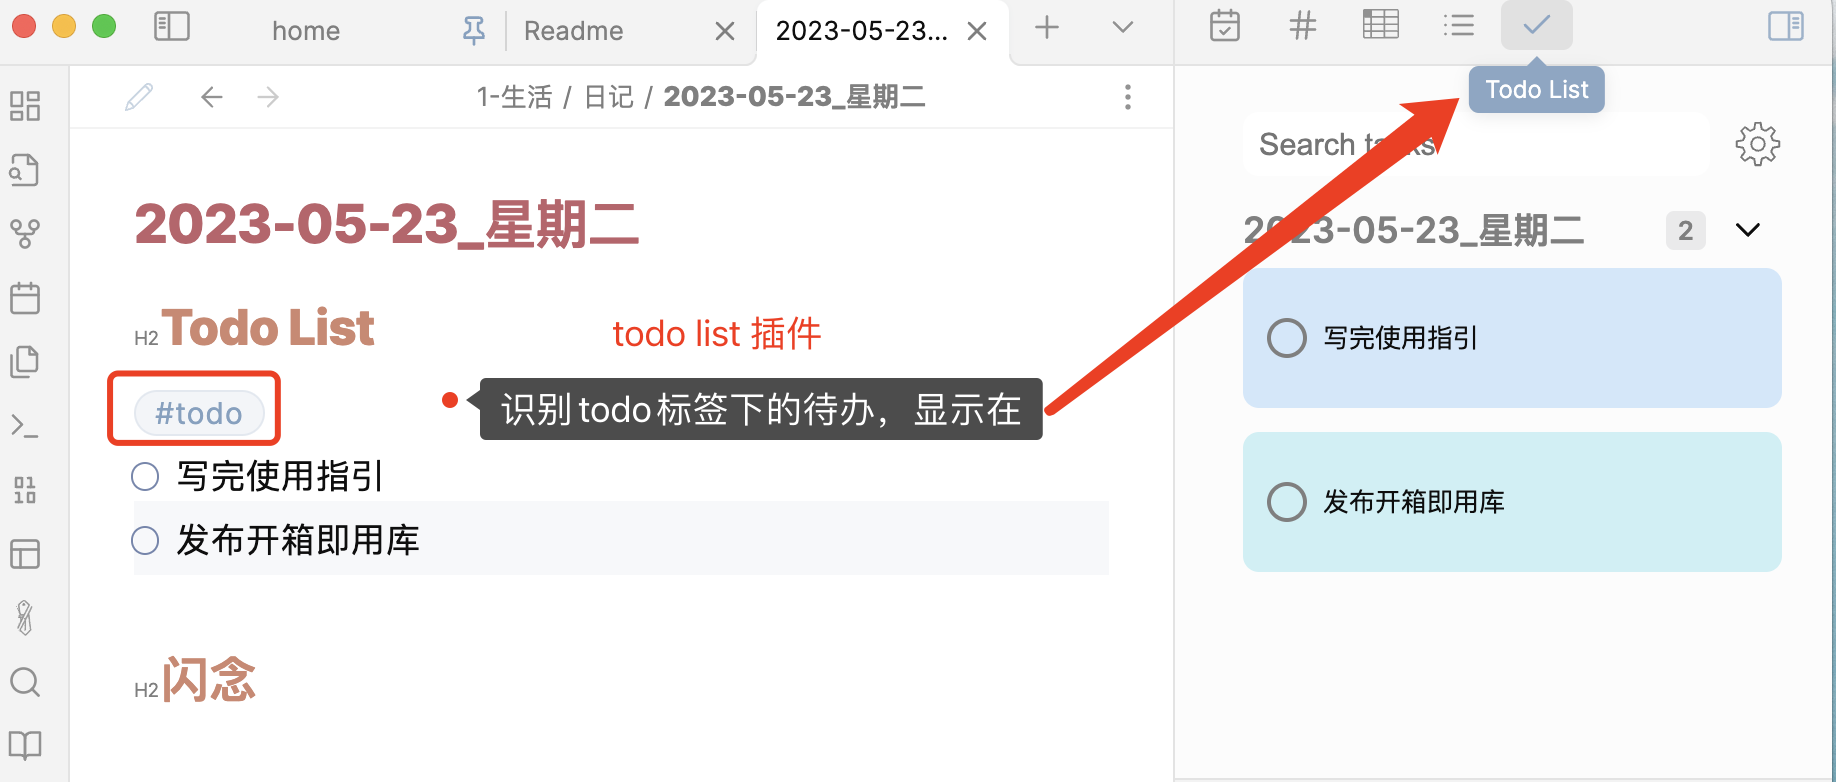 home
Readme
2023-05-23...
1-生活 / 日记 / 2023-05-23_星期二
Todo List
2023-05-23_星期二
H2 Todo List
todo list 插件
#todo
识别todo标签下的待办，显示在
写完使用指引
发布开箱即用库
H2 闪念
Search tasks
2023-05-23_星期二
2
写完使用指引
发布开箱即用库